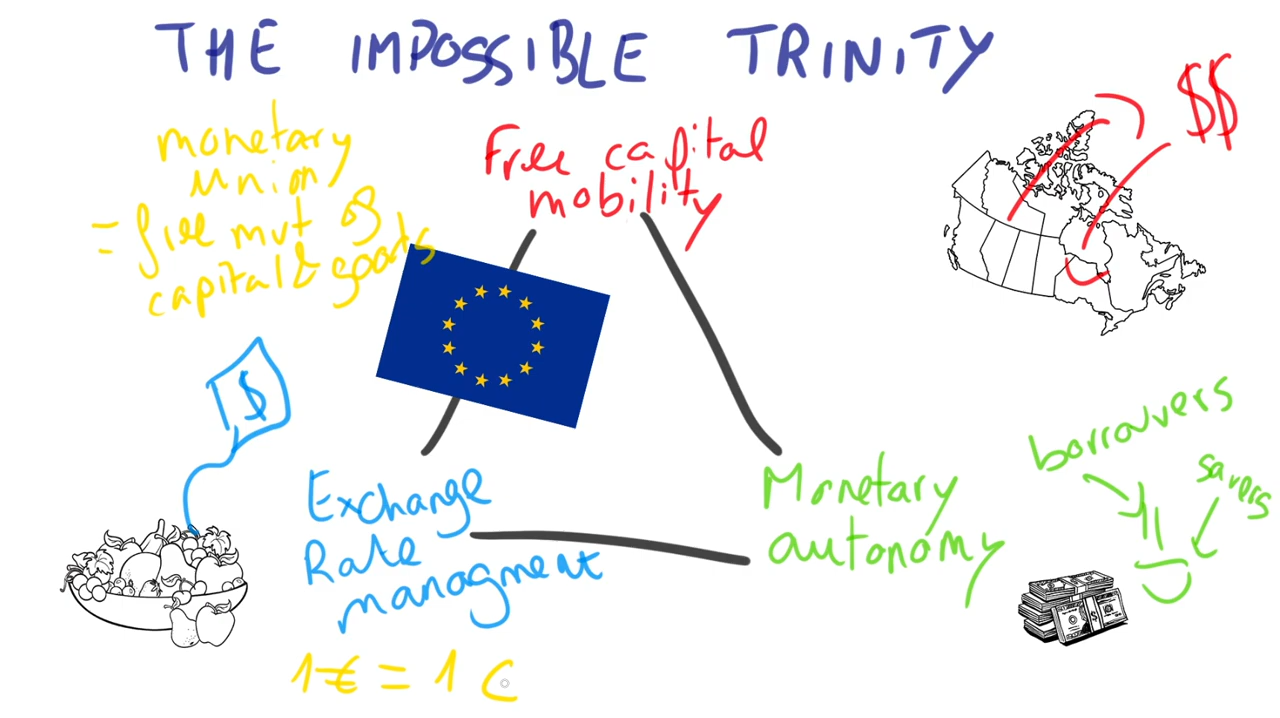 THE IMPOSSIBLE TRINITY
monetary
union
= free mvt of
capital & goods
Free capital
mobility
$$
$
Exchange
Rate
managment
Monetary
autonomy
borrowers
savers
1€ = 1 C